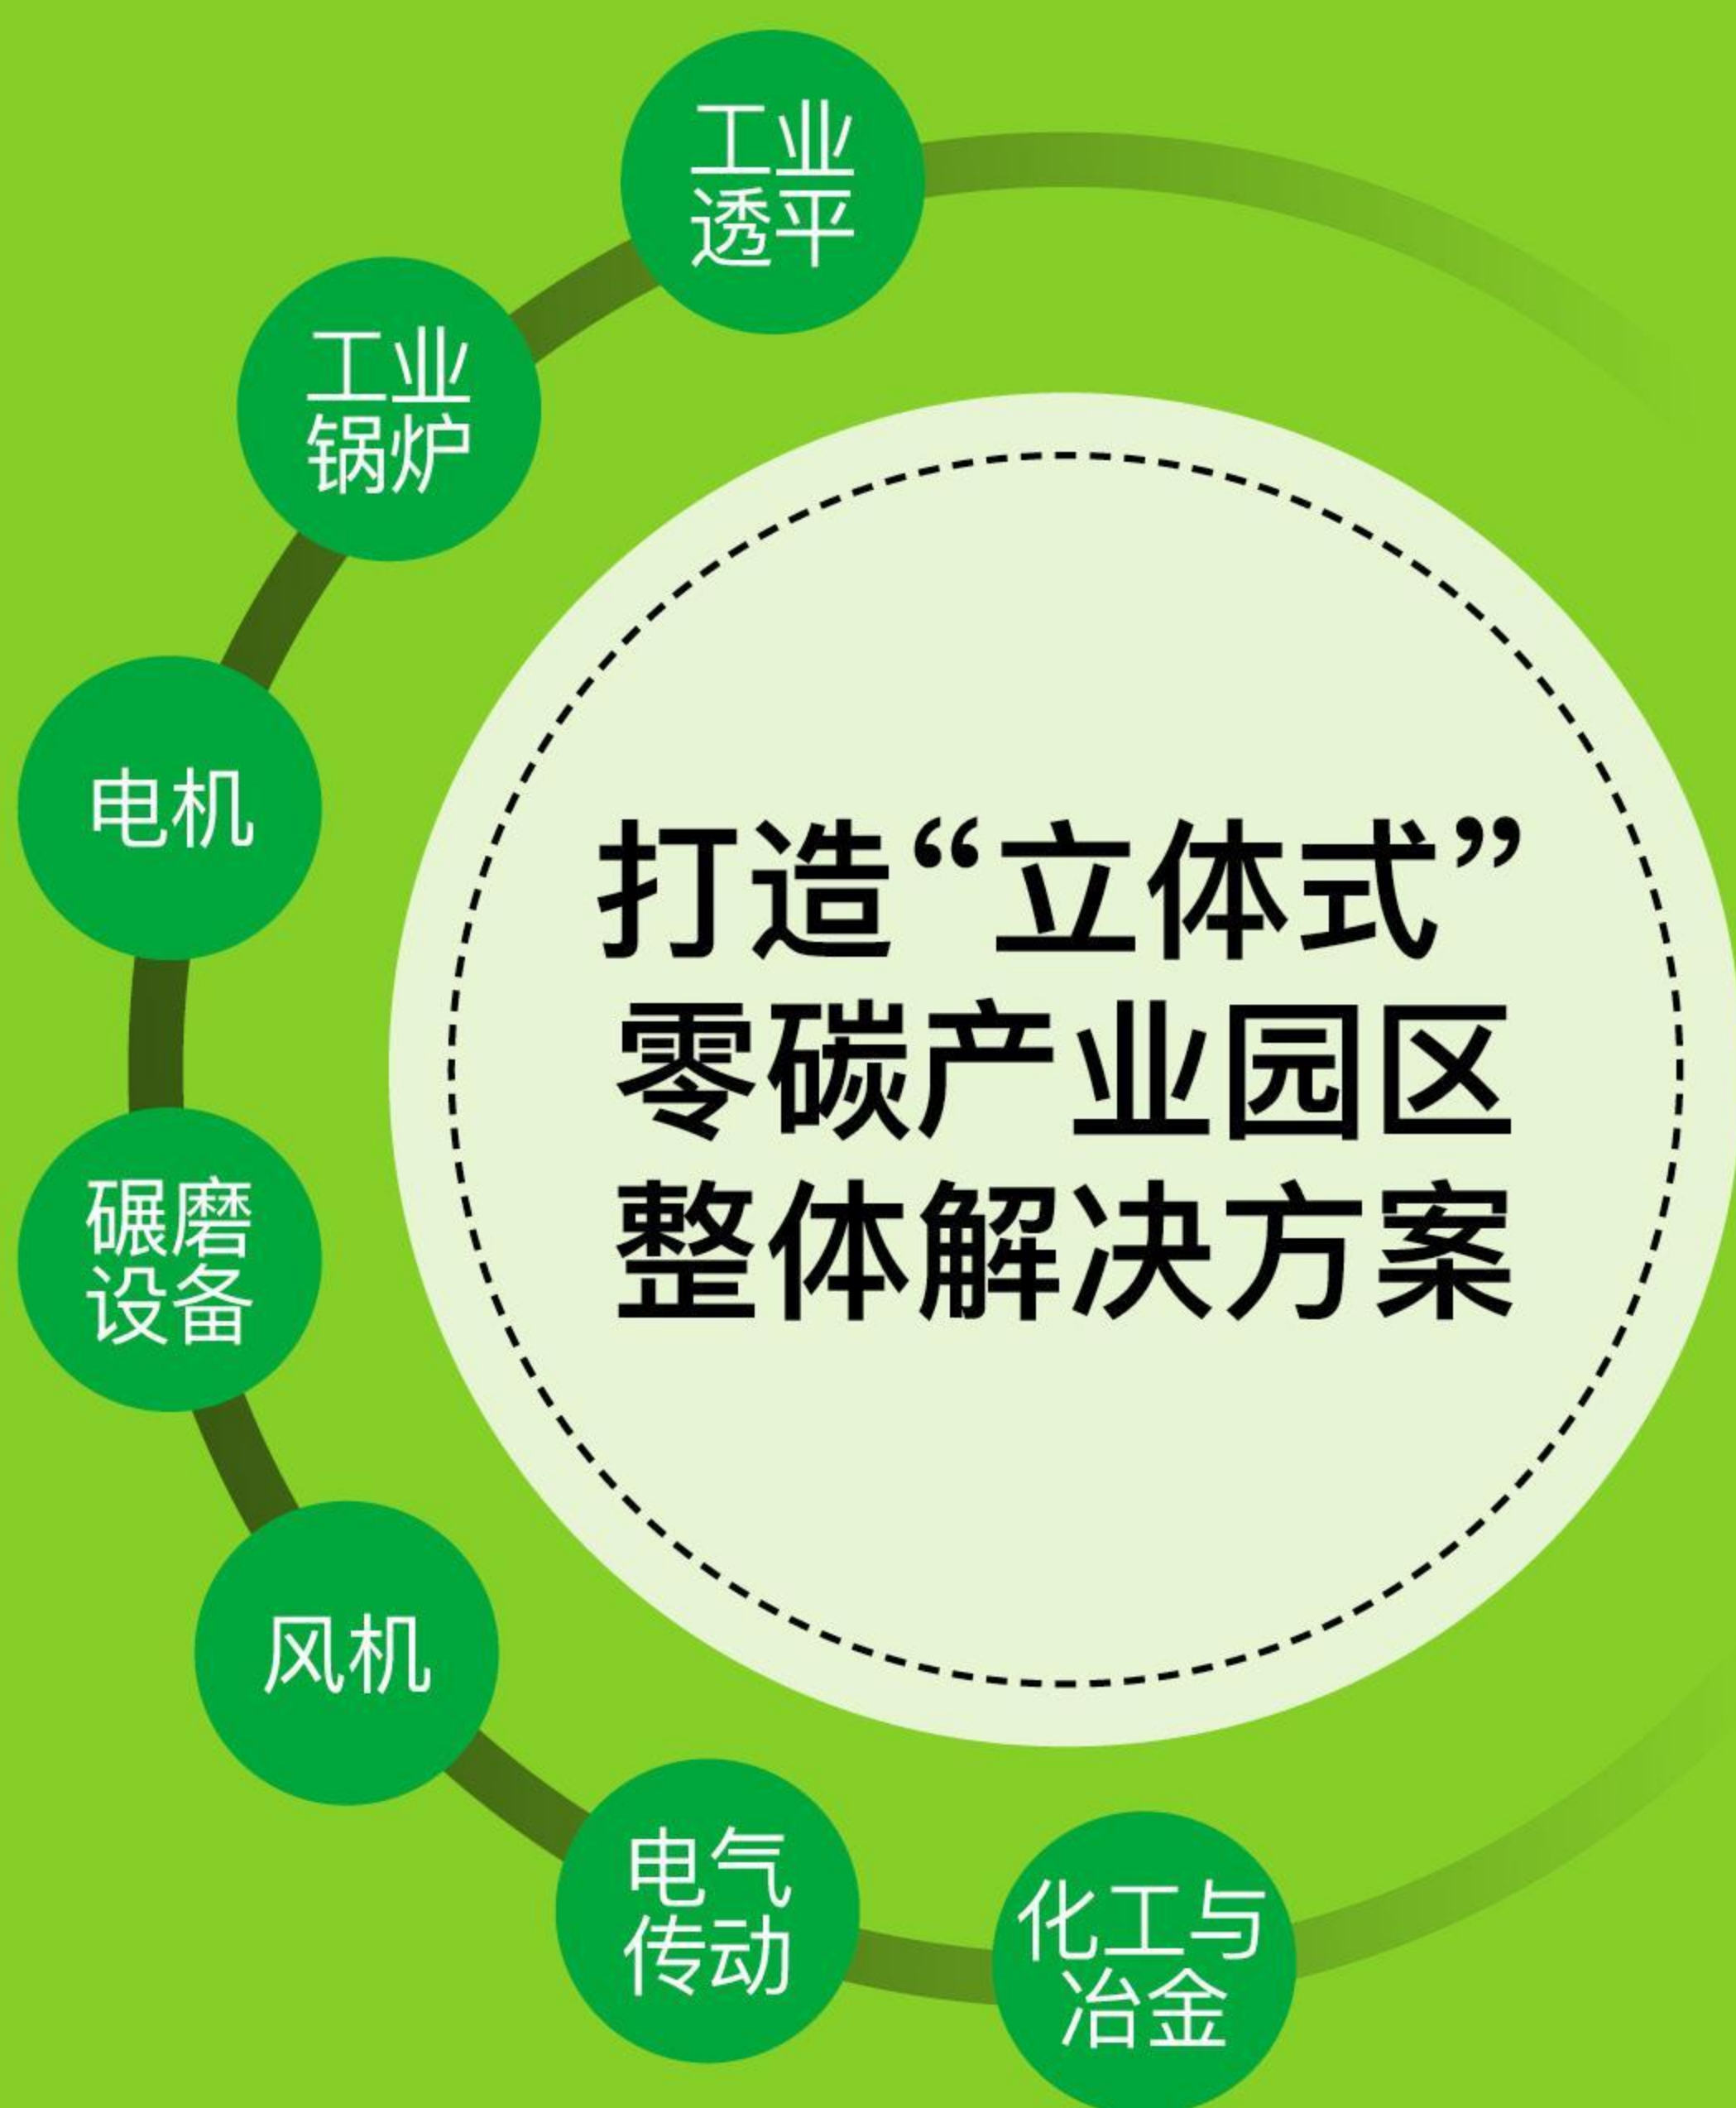 工业
透平
工业
锅炉
电机
打造“立体式”
零碳产业园区
整体解决方案
碾磨
设备
风机
电气
传动
化工与
冶金